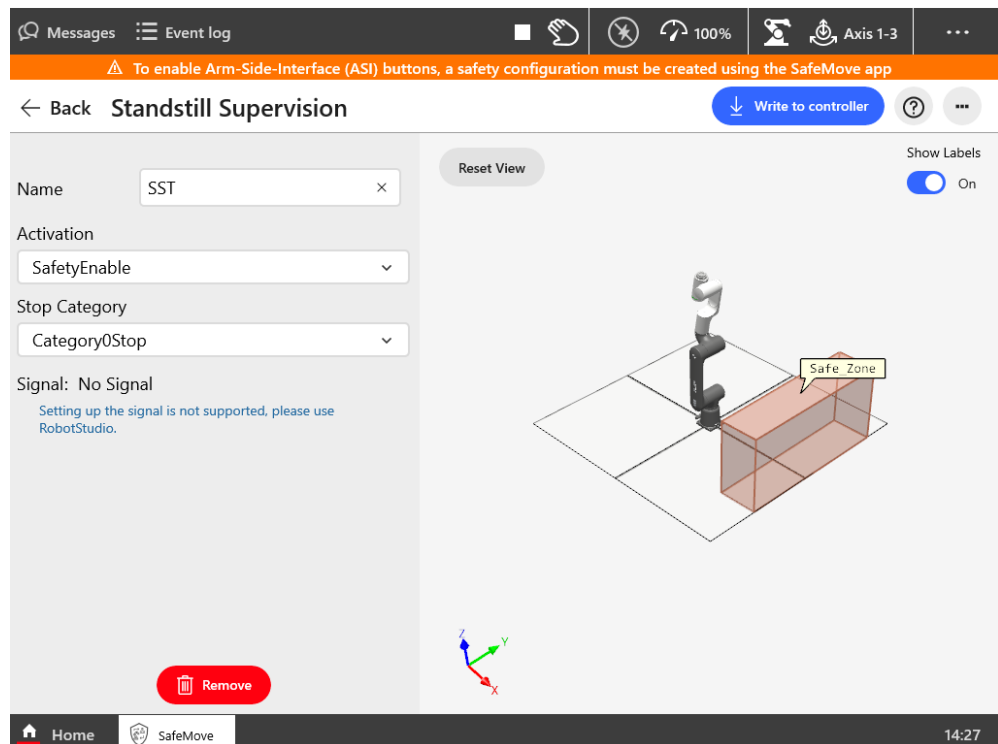 Messages Event log 100% Axis 1-3 ...
To enable Arm-Side-Interface (ASI) buttons, a safety configuration must be created using the SafeMove app
Back Standstill Supervision Write to controller ? ...
Show Labels
On
Reset View
Name SST
Activation
SafetyEnable
Stop Category
Category0Stop
Signal: No Signal
Setting up the signal is not supported, please use
RobotStudio.
Safe_Zone
Z
Y
X
Remove
Home SafeMove 14:27